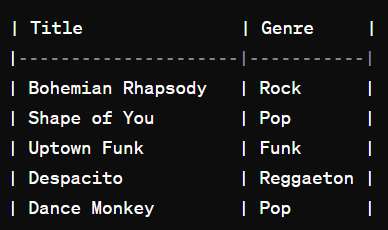 | Title               | Genre     |
|---------------------|-----------|
| Bohemian Rhapsody   | Rock      |
| Shape of You        | Pop       |
| Uptown Funk         | Funk      |
| Despacito           | Reggaeton |
| Dance Monkey        | Pop       |